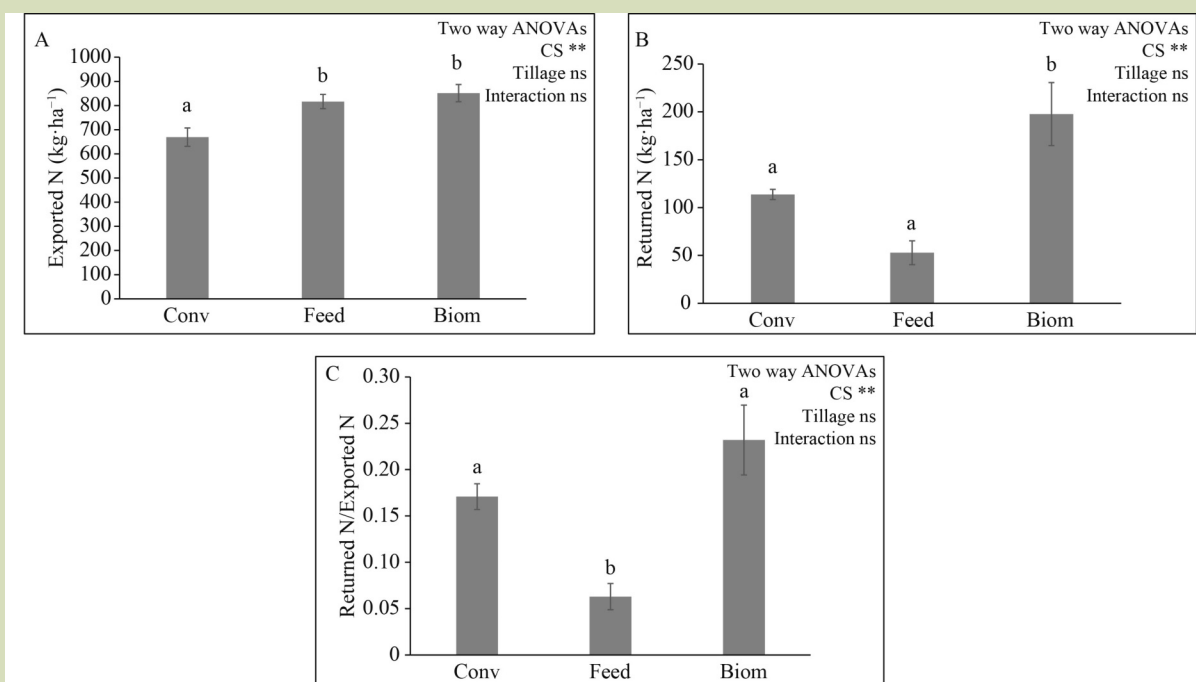 A
Two way ANOVAs
CS **
Tillage ns
Interaction ns
Exported N (kg·ha⁻¹)
1000
900
800
700
600
500
400
300
200
100
0
a
b
b
Conv
Feed
Biom
B
Two way ANOVAs
CS **
Tillage ns
Interaction ns
Returned N (kg·ha⁻¹)
250
200
150
100
50
0
a
a
b
Conv
Feed
Biom
C
Two way ANOVAs
CS **
Tillage ns
Interaction ns
Returned N/Exported N
0.30
0.25
0.20
0.15
0.10
0.05
0
a
b
a
Conv
Feed
Biom